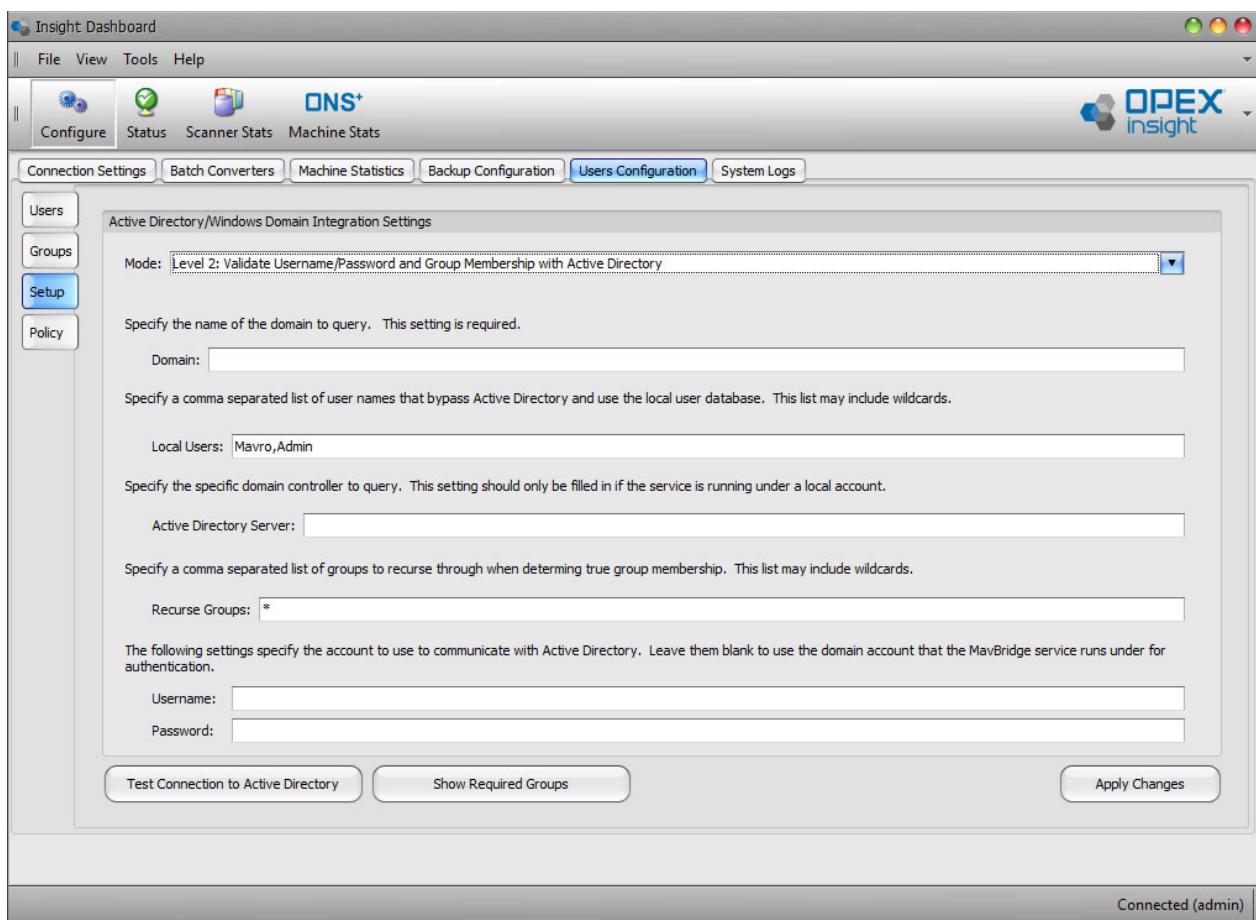 Insight Dashboard
File View Tools Help
Configure Status Scanner Stats ONS+ Machine Stats
OPEX
insight
Connection Settings Batch Converters Machine Statistics Backup Configuration Users Configuration System Logs
Users
Groups
Setup
Policy
Active Directory/Windows Domain Integration Settings
Mode: Level 2: Validate Username/Password and Group Membership with Active Directory
Specify the name of the domain to query. This setting is required.
Domain:
Specify a comma separated list of user names that bypass Active Directory and use the local user database. This list may include wildcards.
Local Users: Mavro,Admin
Specify the specific domain controller to query. This setting should only be filled in if the service is running under a local account.
Active Directory Server:
Specify a comma separated list of groups to recurse through when determing true group membership. This list may include wildcards.
Recurse Groups: *
The following settings specify the account to use to communicate with Active Directory. Leave them blank to use the domain account that the MavBridge service runs under for
authentication.
Username:
Password:
Test Connection to Active Directory Show Required Groups Apply Changes
Connected (admin)